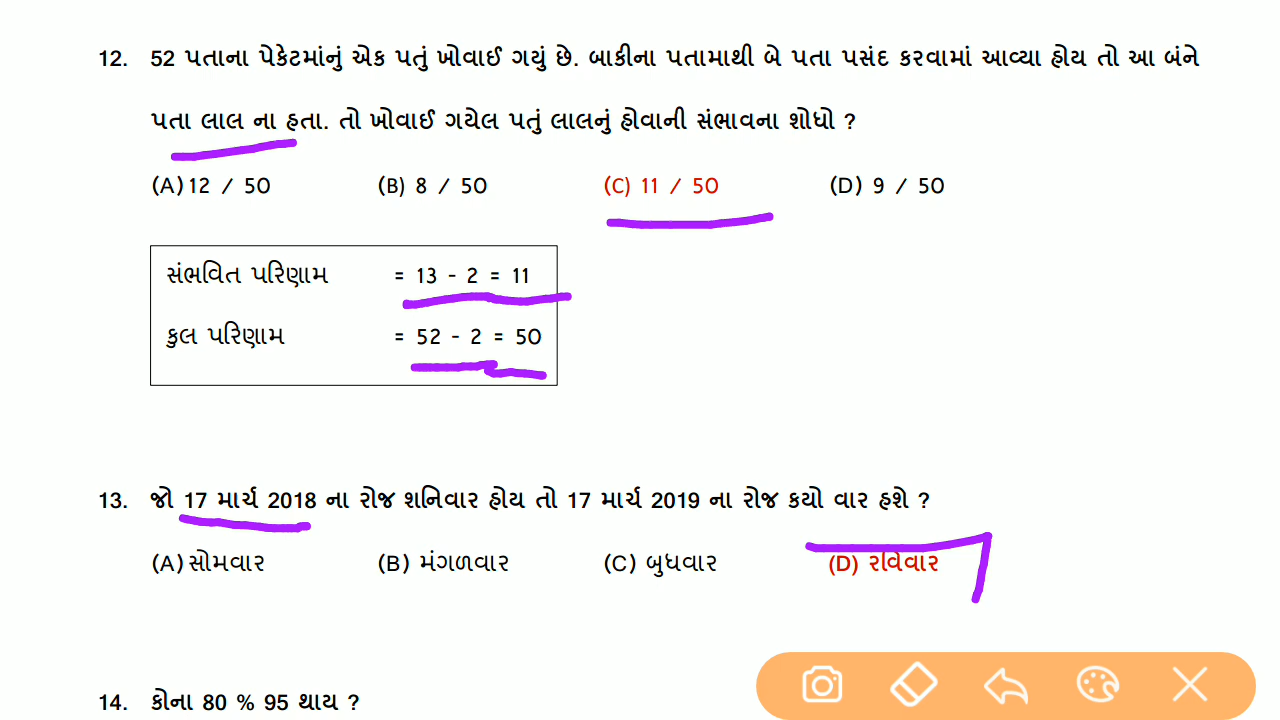 12. 52 પતાના પેકેટમાંનું એક પતું ખોવાઈ ગયું છે. બાકીના પતામાથી બે પતા પસંદ કરવામાં આવ્યા હોય તો આ બંને
પતા લાલ ના હતા. તો ખોવાઈ ગયેલ પતું લાલનું હોવાની સંભાવના શોધો ?
(A) 12 / 50 (B) 8 / 50 (C) 11 / 50 (D) 9 / 50
સંભવિત પરિણામ = 13 - 2 = 11
કુલ પરિણામ = 52 - 2 = 50
13. જો 17 માર્ચ 2018 ના રોજ શનિવાર હોય તો 17 માર્ચ 2019 ના રોજ કયો વાર હશે ?
(A) સોમવાર (B) મંગળવાર (C) બુધવાર (D) રવિવાર
14. કોના 80 % 95 થાય ?